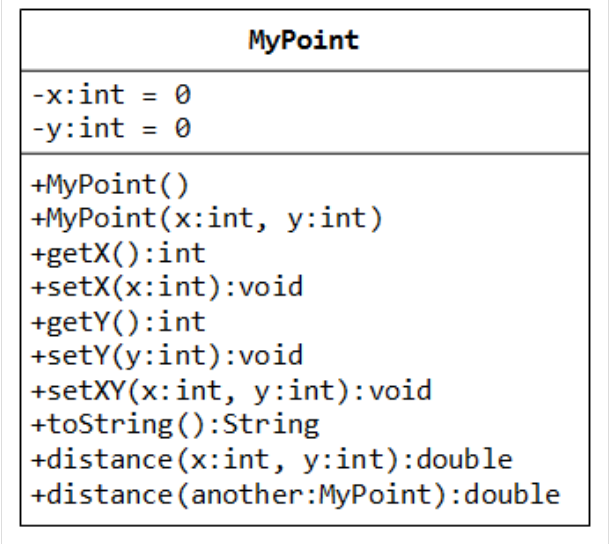 MyPoint
-x:int = 0
-y:int = 0
+MyPoint()
+MyPoint(x:int, y:int)
+getX():int
+setX(x:int):void
+getY():int
+setY(y:int):void
+setXY(x:int, y:int):void
+toString():String
+distance(x:int, y:int):double
+distance(another:MyPoint):double